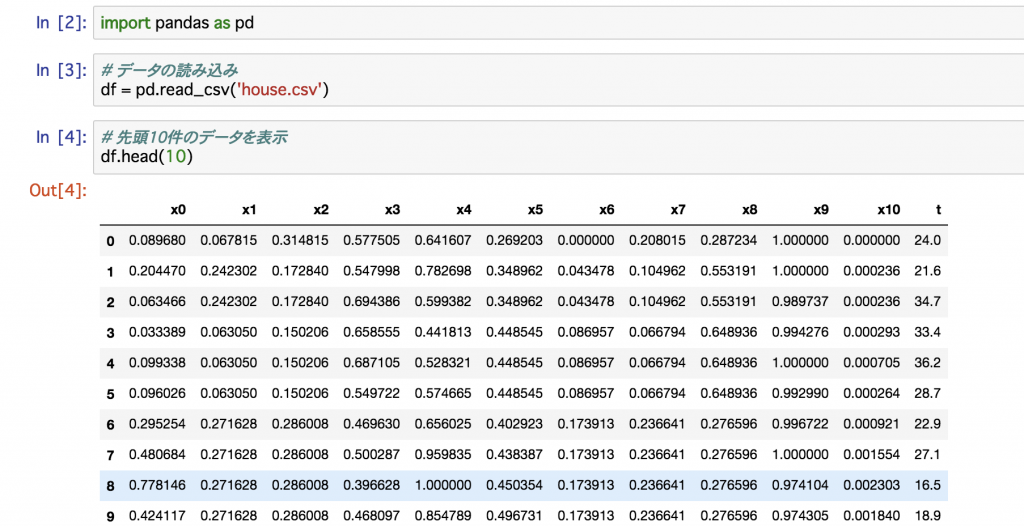 In [2]: import pandas as pd
In [3]: # データの読み込み
df = pd.read_csv('house.csv')
In [4]: # 先頭10件のデータを表示
df.head(10)
Out[4]:
x0 x1 x2 x3 x4 x5 x6 x7 x8 x9 x10 t
0 0.089680 0.067815 0.314815 0.577505 0.641607 0.269203 0.000000 0.208015 0.287234 1.000000 0.000000 24.0
1 0.204470 0.242302 0.172840 0.547998 0.782698 0.348962 0.043478 0.104962 0.553191 1.000000 0.000236 21.6
2 0.063466 0.242302 0.172840 0.694386 0.599382 0.348962 0.043478 0.104962 0.553191 0.989737 0.000236 34.7
3 0.033389 0.063050 0.150206 0.658555 0.441813 0.448545 0.086957 0.066794 0.648936 0.994276 0.000293 33.4
4 0.099338 0.063050 0.150206 0.687105 0.528321 0.448545 0.086957 0.066794 0.648936 1.000000 0.000705 36.2
5 0.096026 0.063050 0.150206 0.549722 0.574665 0.448545 0.086957 0.066794 0.648936 0.992990 0.000264 28.7
6 0.295254 0.271628 0.286008 0.469630 0.656025 0.402923 0.173913 0.236641 0.276596 0.996722 0.000921 22.9
7 0.480684 0.271628 0.286008 0.500287 0.959835 0.438387 0.173913 0.236641 0.276596 1.000000 0.001554 27.1
8 0.778146 0.271628 0.286008 0.396628 1.000000 0.450354 0.173913 0.236641 0.276596 0.974104 0.002303 16.5
9 0.424117 0.271628 0.286008 0.468097 0.854789 0.496731 0.173913 0.236641 0.276596 0.974305 0.001840 18.9